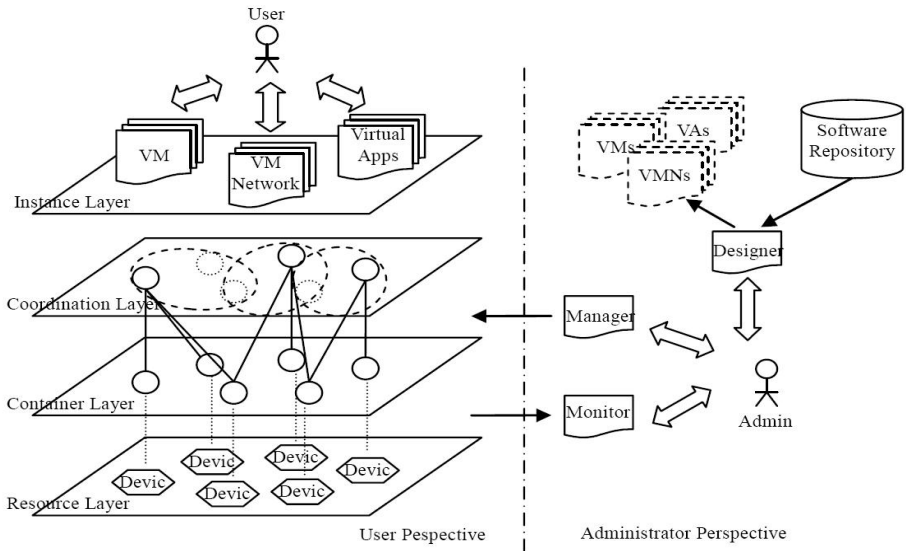 User
VM
VM
Network
Virtual
Apps
Instance Layer
Coordination Layer
Container Layer
Devic
Devic
Devic
Devic
Devic
Devic
Resource Layer
User Pespective
VMs
VAs
VMNs
Software
Repository
Designer
Manager
Monitor
Admin
Administrator Perspective